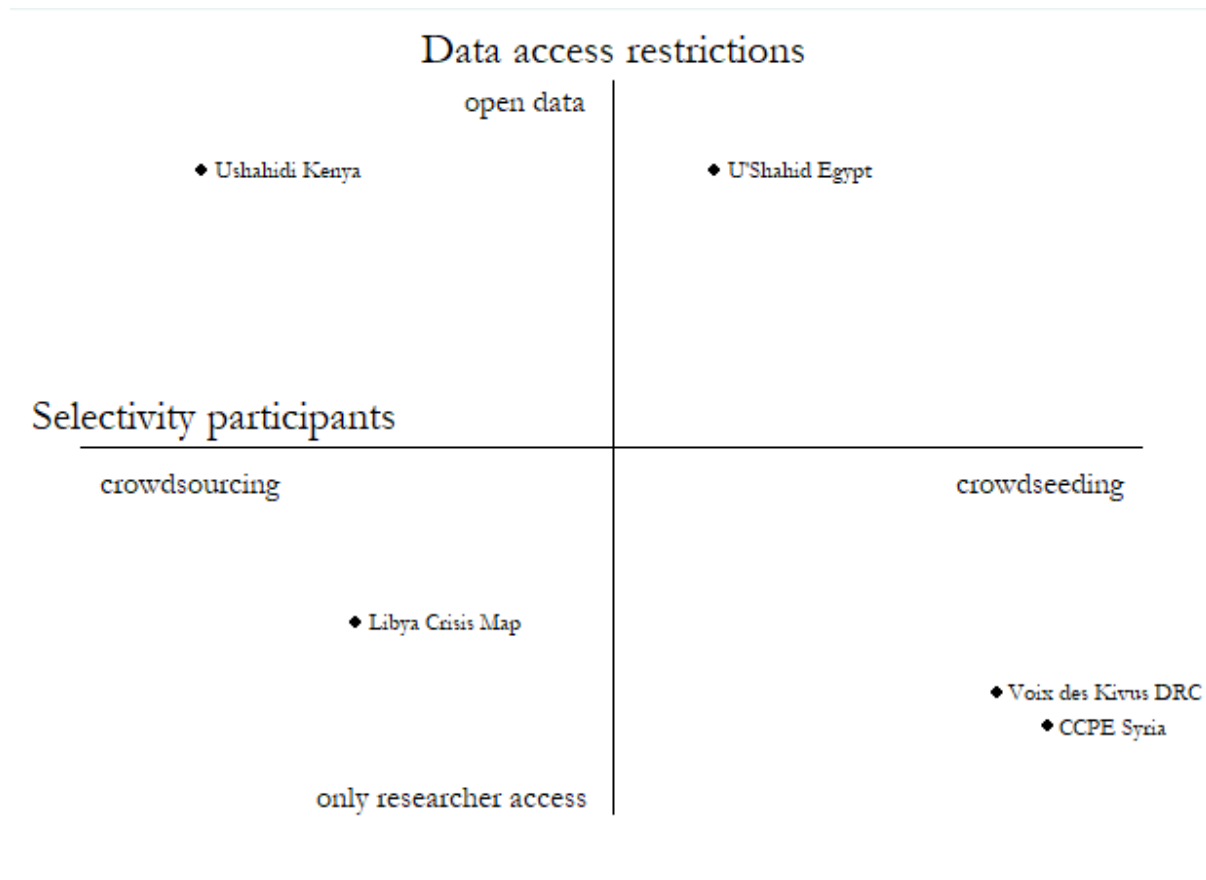 Data access restrictions
open data
Ushahidi Kenya
U'Shahid Egypt
Selectivity participants
crowdsourcing
crowdseeding
Libya Crisis Map
Voix des Kivus DRC
CCPE Syria
only researcher access